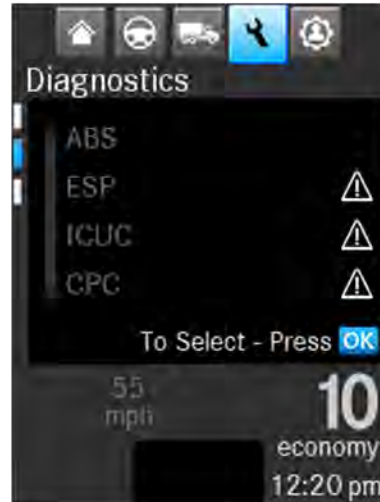 Diagnostics
ABS
ESP
ICUC
CPC
To Select - Press OK
55
mph
10
economy
12:20 pm